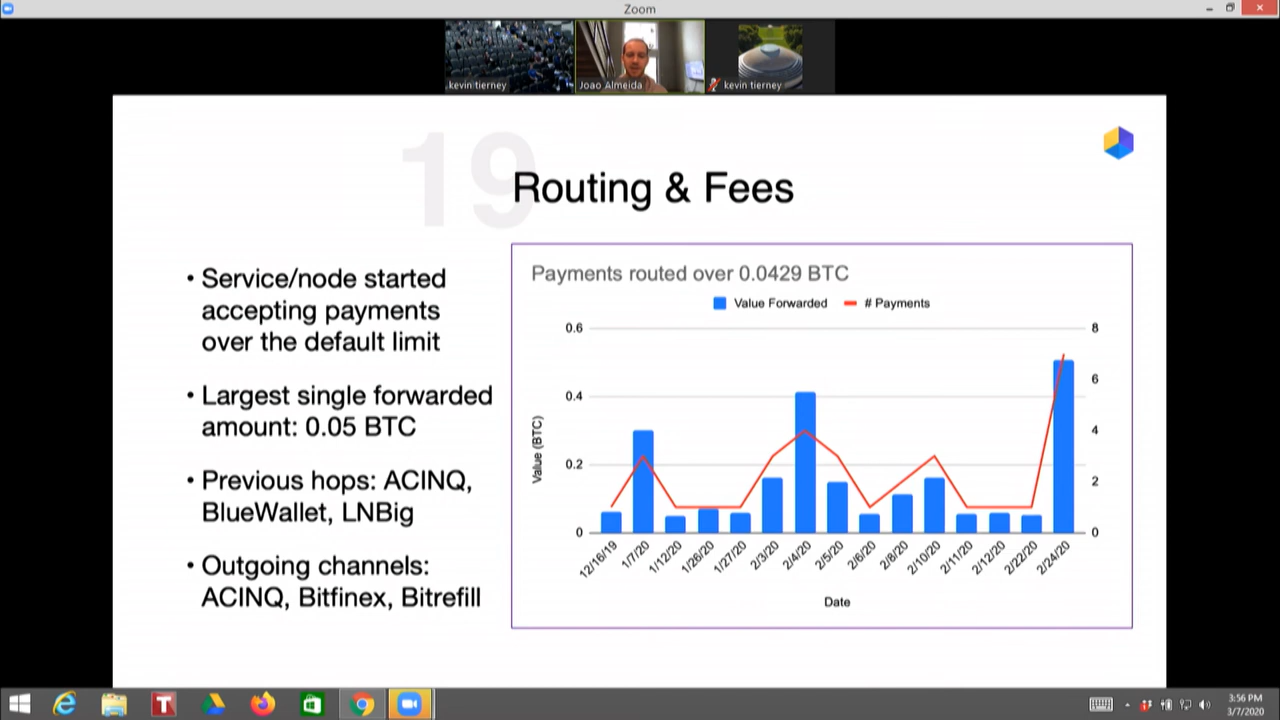 Zoom
kevin tierney
Joao Almeida
kevin tierney
19
Routing & Fees
• Service/node started
accepting payments
over the default limit
• Largest single forwarded
amount: 0.05 BTC
• Previous hops: ACINQ,
BlueWallet, LNBig
• Outgoing channels:
ACINQ, Bitfinex, Bitrefill
Payments routed over 0.0429 BTC
Value Forwarded
# Payments
Value (BTC)
0.6
0.4
0.2
0
8
6
4
2
0
12/16/19
1/7/20
1/12/20
1/26/20
1/27/20
2/3/20
2/4/20
2/5/20
2/6/20
2/8/20
2/10/20
2/11/20
2/12/20
2/22/20
2/24/20
Date
3:56 PM
3/7/2020